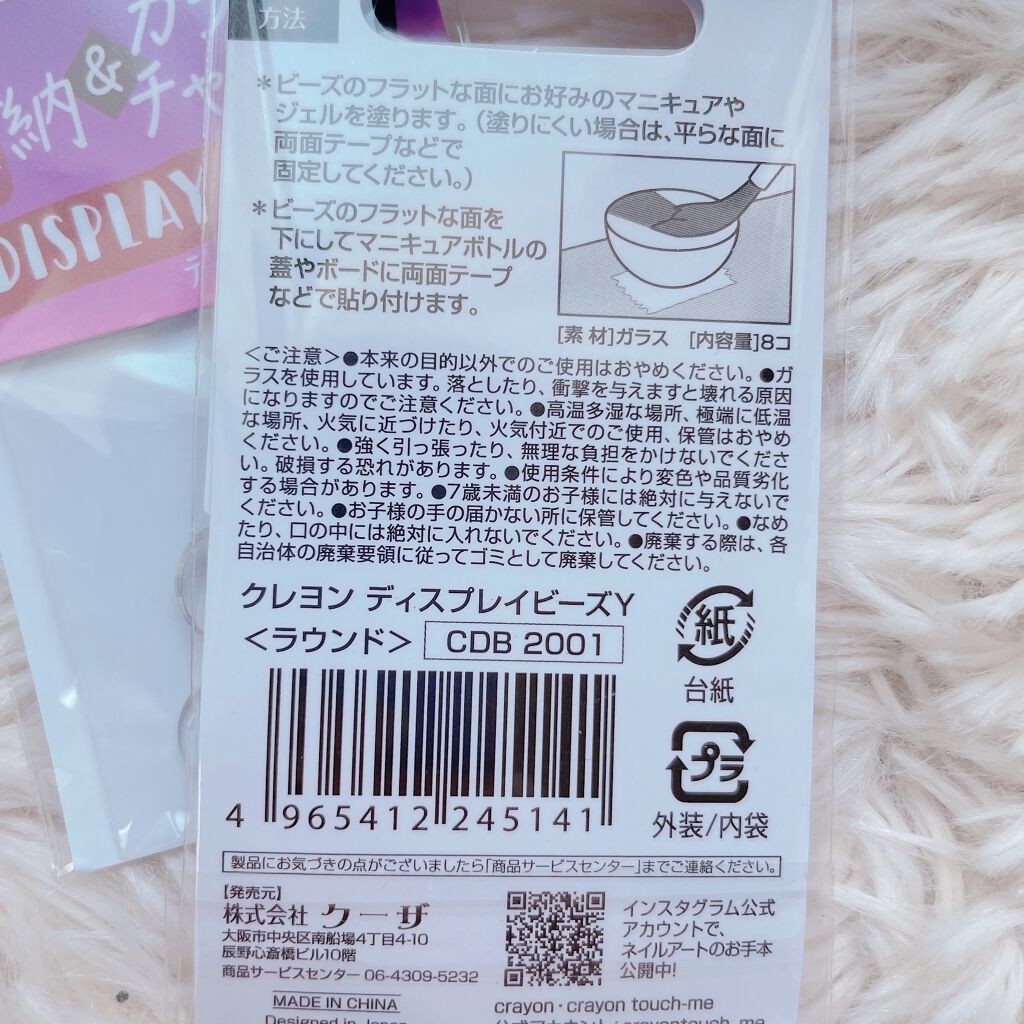 方法
納&
DISPLAY
＊ビーズのフラットな面にお好みのマニキュアや
ジェルを塗ります。(塗りにくい場合は、平らな面に
両面テープなどで
固定してください。)
＊ビーズのフラットな面を
下にしてマニキュアボトルの
蓋やボードに両面テープ
などで貼り付けます。
[素 材]ガラス [内容量]8コ
＜ご注意＞●本来の目的以外でのご使用はおやめください。●ガ
ラスを使用しています。落としたり、衝撃を与えますと壊れる原因
になりますのでご注意ください。●高温多湿な場所、極端に低温
な場所、火気に近づけたり、火気付近でのご使用、保管はおやめ
ください。●強く引っ張ったり、無理な負担をかけないでくださ
い。破損する恐れがあります。●使用条件により変色や品質劣化
する場合があります。●7歳未満のお子様には絶対に与えないで
ください。●お子様の手の届かない所に保管してください。●なめ
たり、口の中には絶対に入れないでください。●廃棄する際は、各
自治体の廃棄要領に従ってゴミとして廃棄してください。
クレヨン ディスプレイビーズY
＜ラウンド＞ CDB 2001
紙
台紙
プラ
外装/内袋
4 965412 245141
製品にお気づきの点がございましたら「商品サービスセンター」までご連絡ください。
【発売元】
株式会社 クーザ
大阪市中央区南船場4丁目4-10
辰野心斎橋ビル10階
商品サービスセンター 06-4309-5232
MADE IN CHINA
Designed in Japan
インスタグラム公式
アカウントで、
ネイルアートのお手本
公開中!
crayon・crayon touch-me
公式アカウント:crayontouch_me